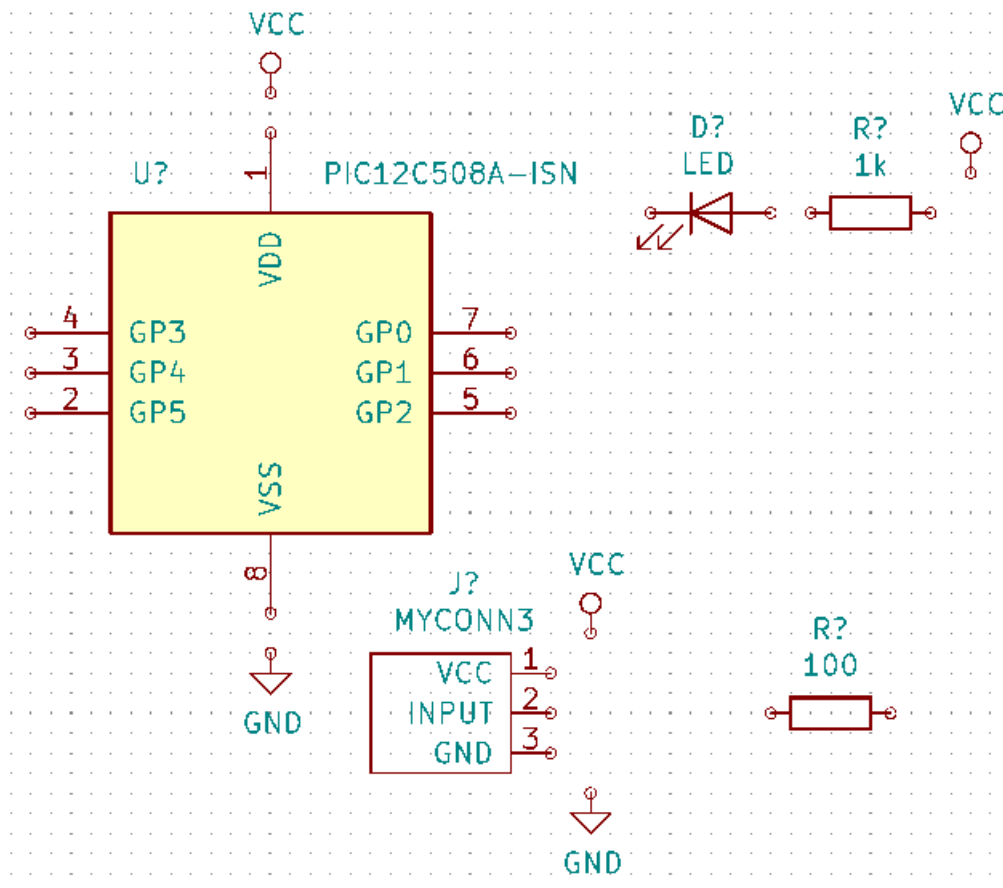 VCC
VCC
D?
R?
U?
PIC12C508A-ISN
LED
1k
1
VDD
4
GP3
GP0
7
3
GP4
GP1
6
2
GP5
GP2
5
VSS
8
J?
VCC
MYCONN3
R?
VCC
1
100
INPUT
2
GND
GND
3
GND